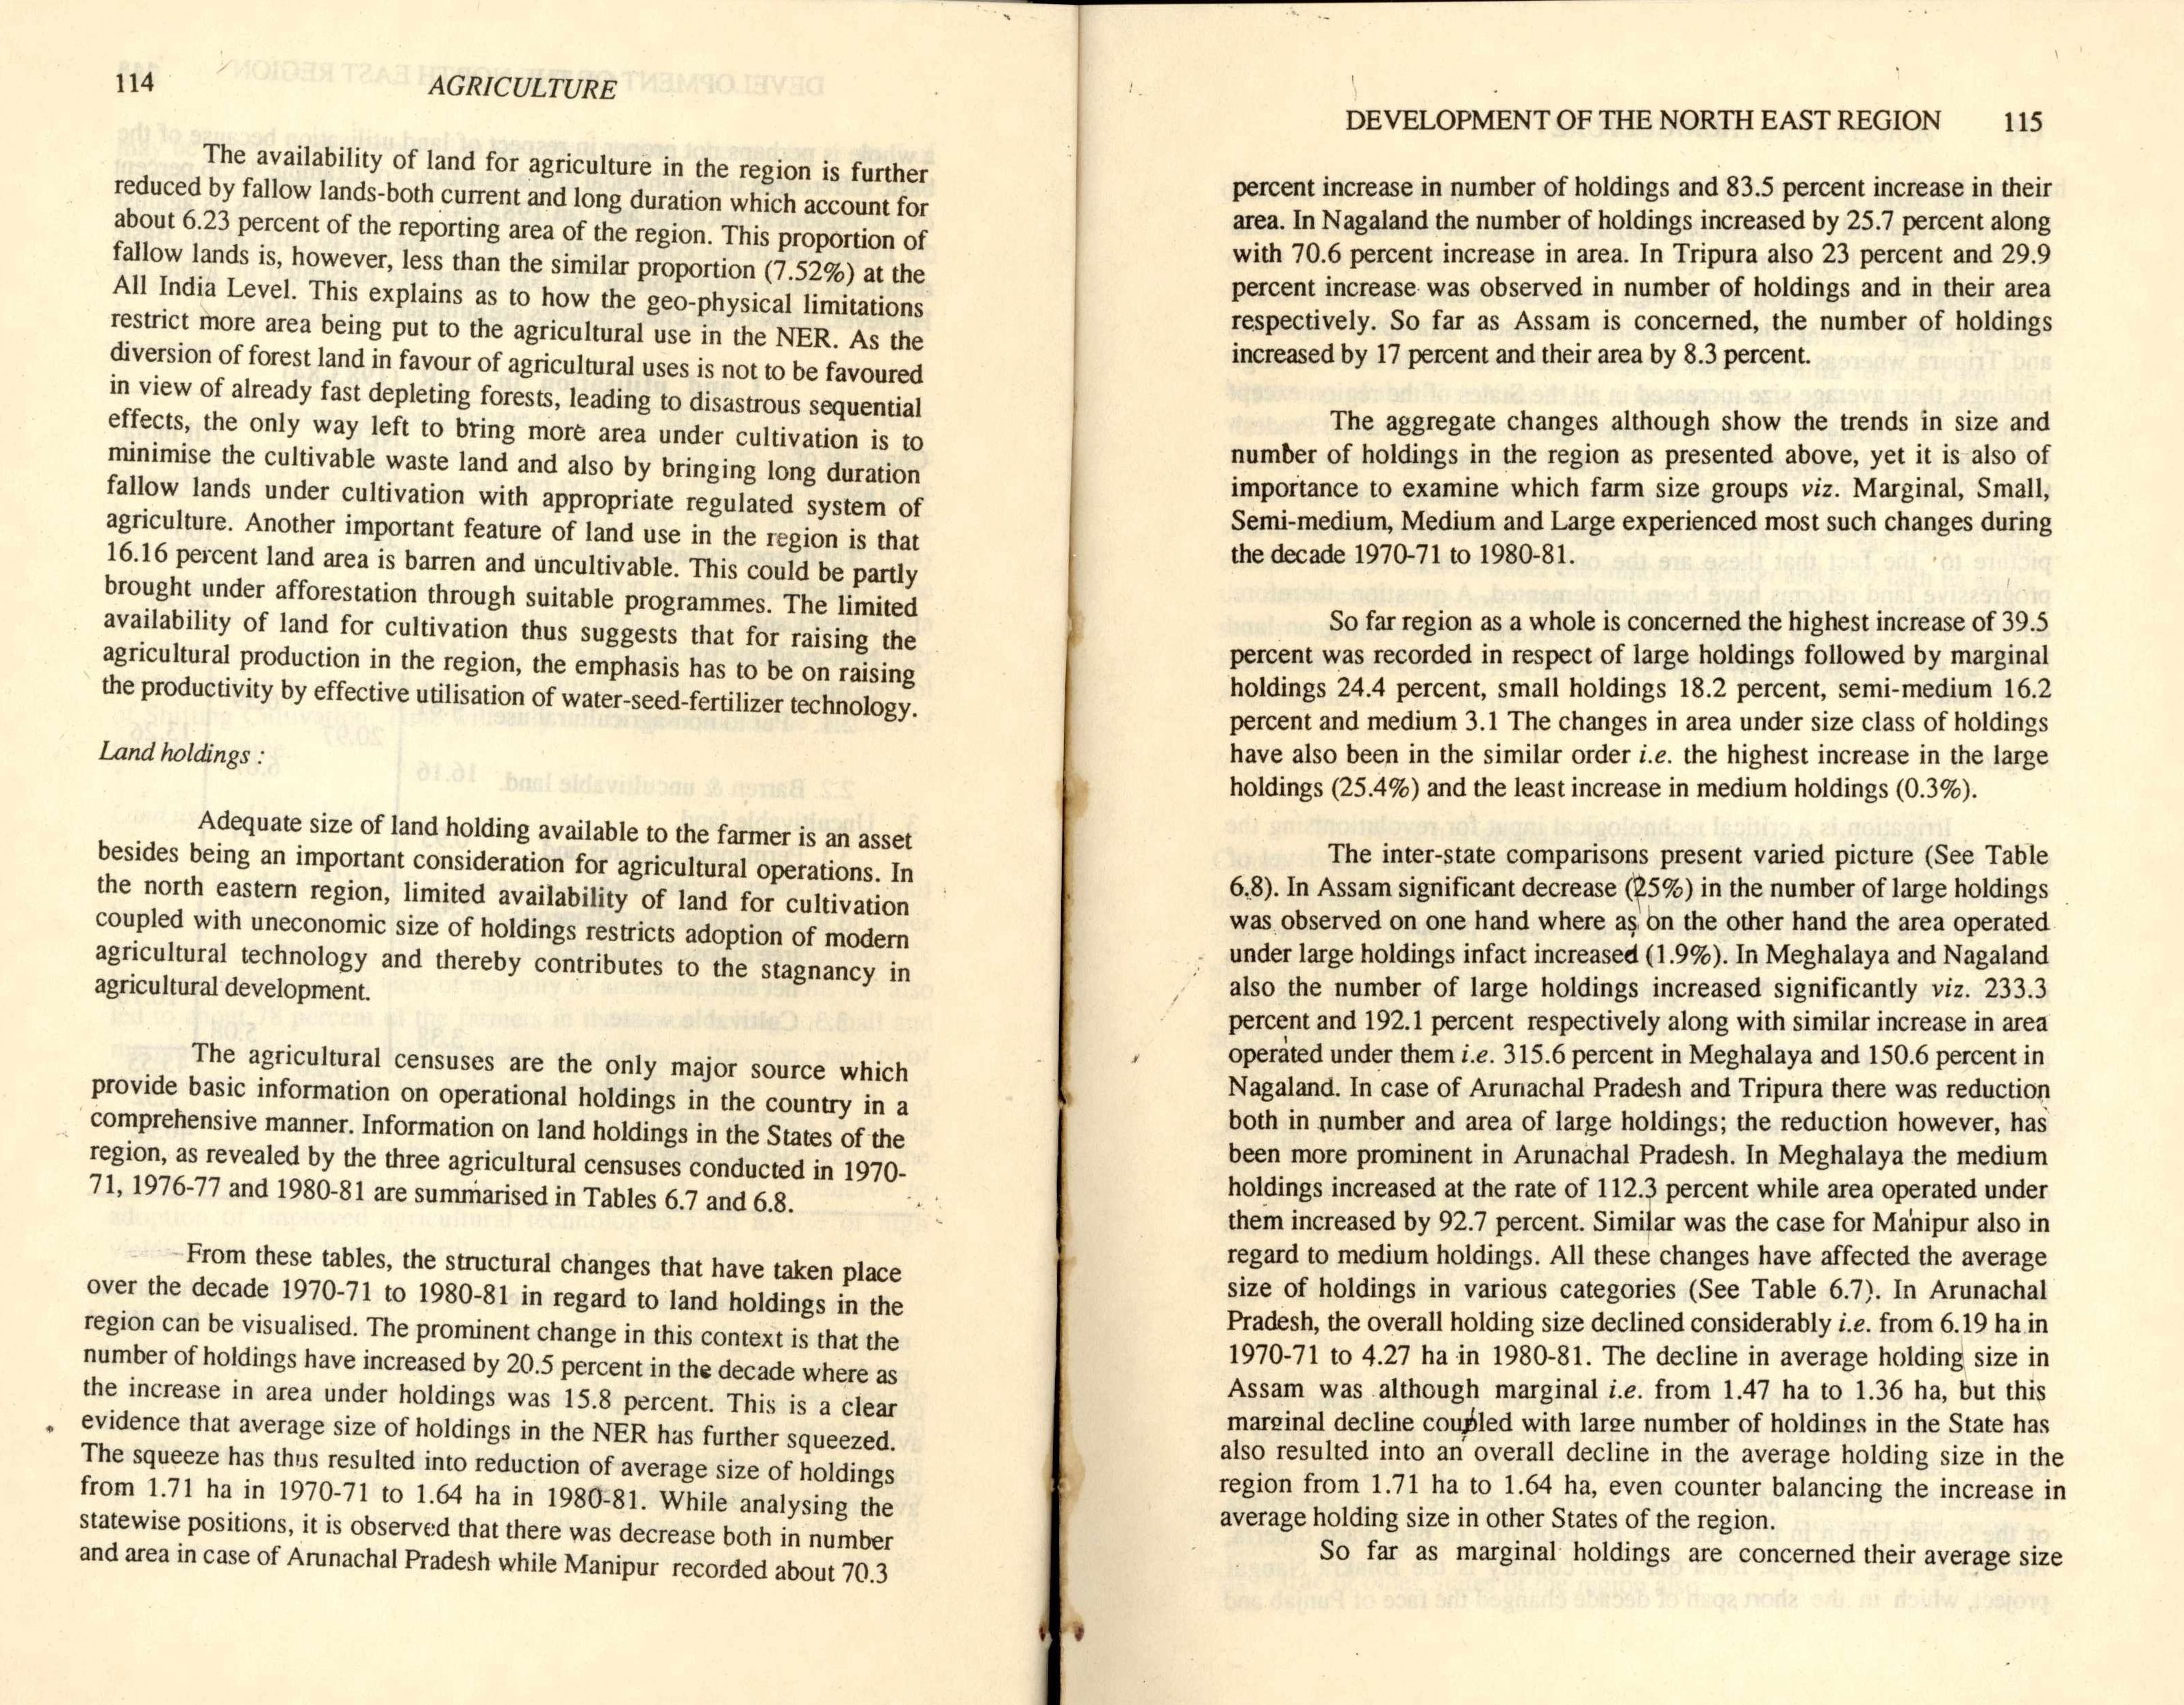 114
AGRICULTURE
The availability of land for agriculture in the region is further
reduced by fallow lands-both current and long duration which account for
about 6.23 percent of the reporting area of the region. This proportion of
fallow lands is, however, less than the similar proportion (7.52%) at the
All India Level. This explains as to how the geo-physical limitations
restrict more area being put to the agricultural use in the NER. As the
diversion of forest land in favour of agricultural uses is not to be favoured
in view of already fast depleting forests, leading to disastrous sequential
effects, the only way left to bring more area under cultivation is to
minimise the cultivable waste land and also by bringing long duration
fallow lands under cultivation with appropriate regulated system of
agriculture. Another important feature of land use in the region is that
16.16 percent land area is barren and uncultivable. This could be partly
brought under afforestation through suitable programmes. The limited
availability of land for cultivation thus suggests that for raising the
agricultural production in the region, the emphasis has to be on raising
the productivity by effective utilisation of water-seed-fertilizer technology.
Land holdings :
Adequate size of land holding available to the farmer is an asset
besides being an important consideration for agricultural operations. In
the north eastern region, limited availability of land for cultivation
coupled with uneconomic size of holdings restricts adoption of modern
agricultural technology and thereby contributes to the stagnancy in
agricultural development.
The agricultural censuses are the only major source which
provide basic information on operational holdings in the country in a
comprehensive manner. Information on land holdings in the States of the
region, as revealed by the three agricultural censuses conducted in 1970-
71, 1976-77 and 1980-81 are summarised in Tables 6.7 and 6.8.
From these tables, the structural changes that have taken place
over the decade 1970-71 to 1980-81 in regard to land holdings in the
region can be visualised. The prominent change in this context is that the
number of holdings have increased by 20.5 percent in the decade where as
the increase in area under holdings was 15.8 percent. This is a clear
evidence that average size of holdings in the NER has further squeezed.
The squeeze has thus resulted into reduction of average size of holdings
from 1.71 ha in 1970-71 to 1.64 ha in 1980-81. While analysing the
statewise positions, it is observed that there was decrease both in number
and area in case of Arunachal Pradesh while Manipur recorded about 70.3
DEVELOPMENT OF THE NORTH EAST REGION 115
percent increase in number of holdings and 83.5 percent increase in their
area. In Nagaland the number of holdings increased by 25.7 percent along
with 70.6 percent increase in area. In Tripura also 23 percent and 29.9
percent increase was observed in number of holdings and in their area
respectively. So far as Assam is concerned, the number of holdings
increased by 17 percent and their area by 8.3 percent.
The aggregate changes although show the trends in size and
number of holdings in the region as presented above, yet it is also of
importance to examine which farm size groups viz. Marginal, Small,
Semi-medium, Medium and Large experienced most such changes during
the decade 1970-71 to 1980-81.
So far region as a whole is concerned the highest increase of 39.5
percent was recorded in respect of large holdings followed by marginal
holdings 24.4 percent, small holdings 18.2 percent, semi-medium 16.2
percent and medium 3.1 The changes in area under size class of holdings
have also been in the similar order i.e. the highest increase in the large
holdings (25.4%) and the least increase in medium holdings (0.3%).
The inter-state comparisons present varied picture (See Table
6.8). In Assam significant decrease (25%) in the number of large holdings
was observed on one hand where as on the other hand the area operated
under large holdings infact increased (1.9%). In Meghalaya and Nagaland
also the number of large holdings increased significantly viz. 233.3
percent and 192.1 percent respectively along with similar increase in area
operated under them i.e. 315.6 percent in Meghalaya and 150.6 percent in
Nagaland. In case of Arunachal Pradesh and Tripura there was reduction
both in number and area of large holdings; the reduction however, has
been more prominent in Arunachal Pradesh. In Meghalaya the medium
holdings increased at the rate of 112.3 percent while area operated under
them increased by 92.7 percent. Similar was the case for Manipur also in
regard to medium holdings. All these changes have affected the average
size of holdings in various categories (See Table 6.7). In Arunachal
Pradesh, the overall holding size declined considerably i.e. from 6.19 ha in
1970-71 to 4.27 ha in 1980-81. The decline in average holding size in
Assam was although marginal i.e. from 1.47 ha to 1.36 ha, but this
marginal decline coupled with large number of holdings in the State has
also resulted into an overall decline in the average holding size in the
region from 1.71 ha to 1.64 ha, even counter balancing the increase in
average holding size in other States of the region.
So far as marginal holdings are concerned their average size